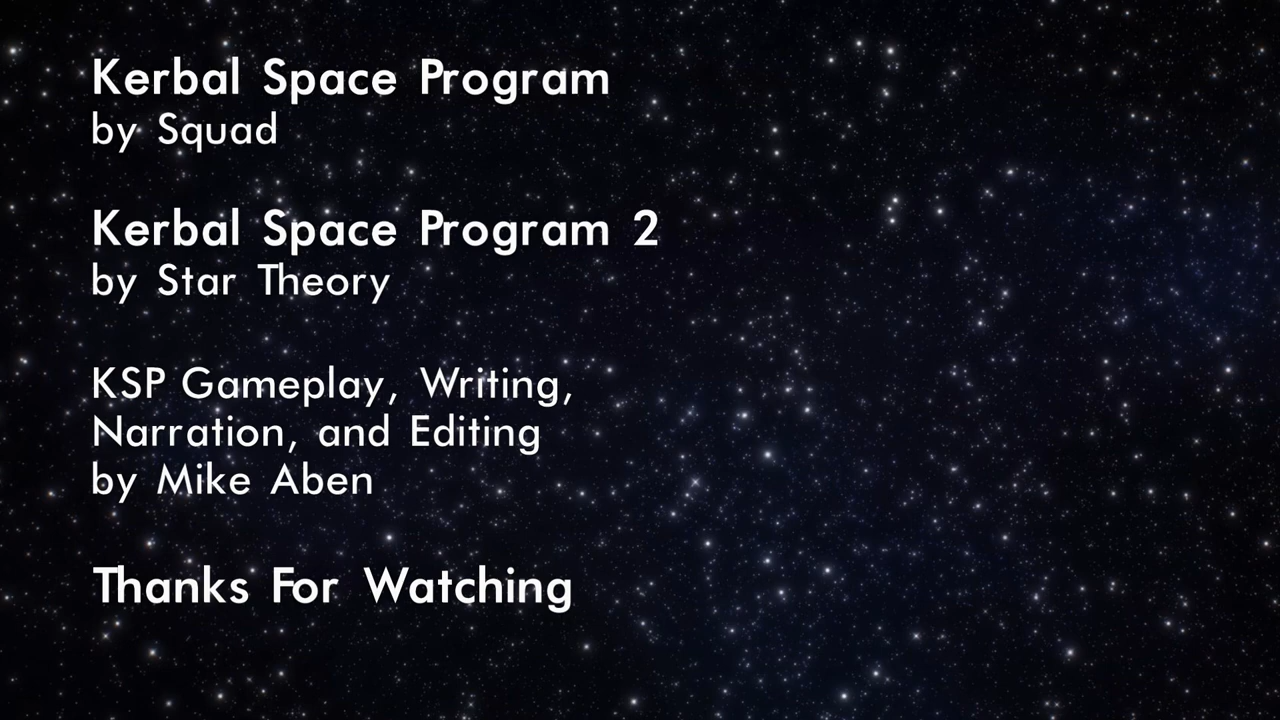 Kerbal Space Program
by Squad
Kerbal Space Program 2
by Star Theory
KSP Gameplay, Writing,
Narration, and Editing
by Mike Aben
Thanks For Watching